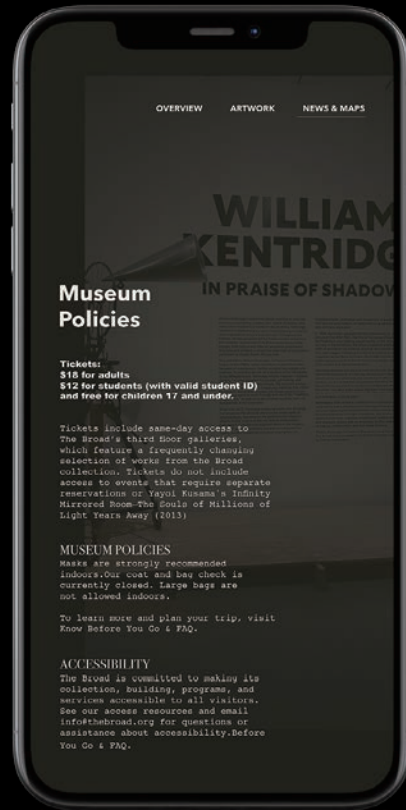 OVERVIEW ARTWORK NEWS & MAPS
WILLIAM
KENTRIDG
IN PRAISE OF SHADOW
Museum
Policies
Tickets:
$18 for adults
$12 for students (with valid student ID)
and free for children 17 and under.
Tickets include same-day access to
The Broad's third floor galleries,
which feature a frequently changing
selection of works from the Broad
collection. Tickets do not include
access to events that require separate
reservations or Yayoi Kusama's Infinity
Mirrored Room—The Souls of Millions of
Light Years Away (2013)
MUSEUM POLICIES
Masks are strongly recommended
indoors.Our coat and bag check is
currently closed. Large bags are
not allowed indoors.
To learn more and plan your trip, visit
Know Before You Go & FAQ.
ACCESSIBILITY
The Broad is committed to making its
collection, building, programs, and
services accessible to all visitors.
See our access resources and email
info@thebroad.org for questions or
assistance about accessibility.Before
You Go & FAQ.